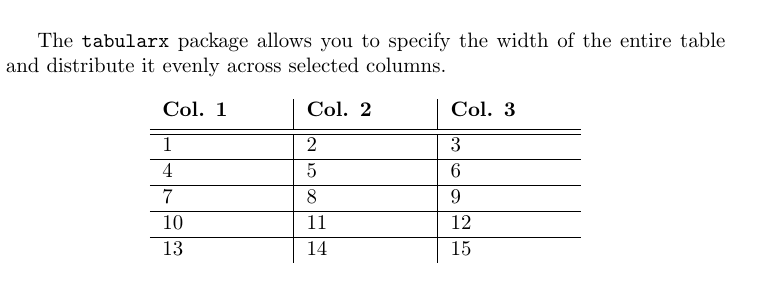 The tabularx package allows you to specify the width of the entire table
and distribute it evenly across selected columns.
Col. 1 Col. 2 Col. 3
1 2 3
4 5 6
7 8 9
10 11 12
13 14 15